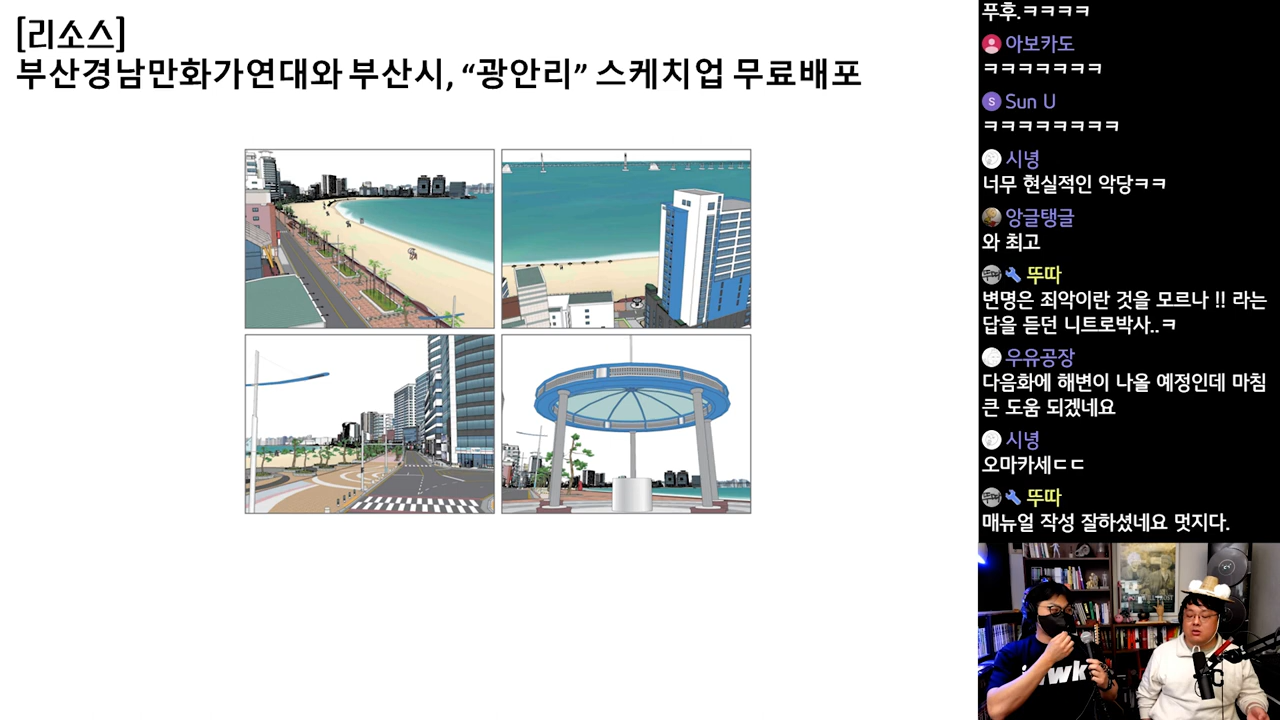 [리소스]
부산경남만화가연대와 부산시, “광안리” 스케치업 무료배포
푸후.ㅋㅋㅋㅋ
아보카도
ㅋㅋㅋㅋㅋㅋㅋ
S Sun U
ㅋㅋㅋㅋㅋㅋㅋㅋ
시녕
너무 현실적인 악당ㅋㅋ
앙글탱글
와 최고
뚜따
변명은 죄악이란 것을 모르나 !! 라는
답을 듣던 니트로박사..ㅋ
우유공장
다음화에 해변이 나올 예정인데 마침
큰 도움 되겠네요
시녕
오마카세ㄷㄷ
뚜따
매뉴얼 작성 잘하셨네요 멋지다.